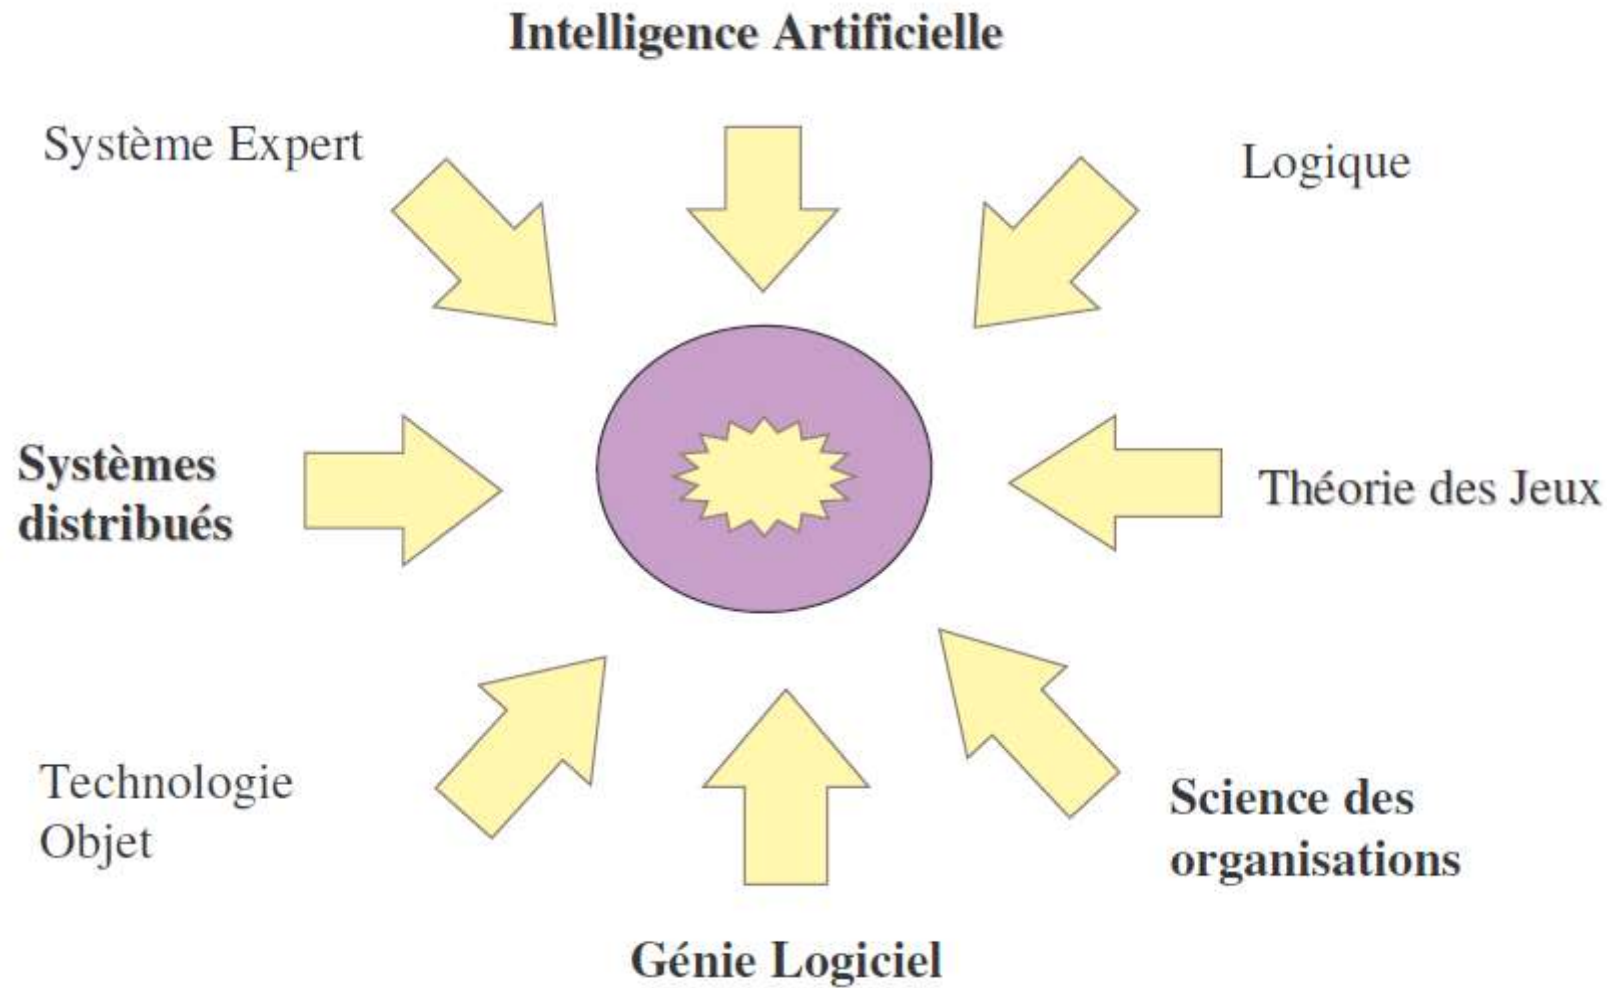 Intelligence Artificielle
Système Expert
Logique
Systèmes
distribués
Théorie des Jeux
Technologie
Objet
Science des
organisations
Génie Logiciel